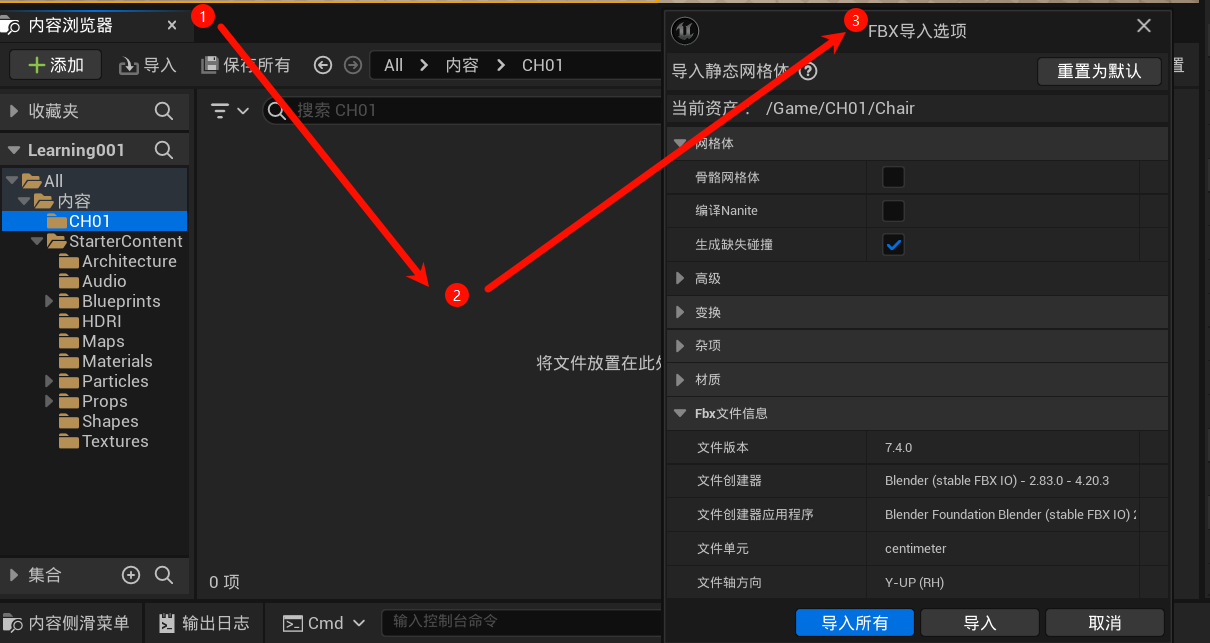 内容浏览器
1
3
FBX导入选项
添加
导入
保存所有
All
内容
CH01
导入静态网格体
重置为默认
置
收藏夹
搜索 CH01
当前资产： /Game/CH01/Chair
Learning001
网格体
All
骨骼网格体
内容
CH01
编译Nanite
StarterContent
生成缺失碰撞
Architecture
Audio
高级
Blueprints
2
变换
HDRI
Maps
杂项
Materials
将文件放置在此处
Particles
材质
Props
Fbx文件信息
Shapes
Textures
文件版本
7.4.0
文件创建器
Blender (stable FBX IO) - 2.83.0 - 4.20.3
文件创建器应用程序
Blender Foundation Blender (stable FBX IO)
文件单元
centimeter
集合
0 项
文件轴方向
Y-UP (RH)
内容侧滑菜单
输出日志
Cmd
输入控制台命令
导入所有
导入
取消